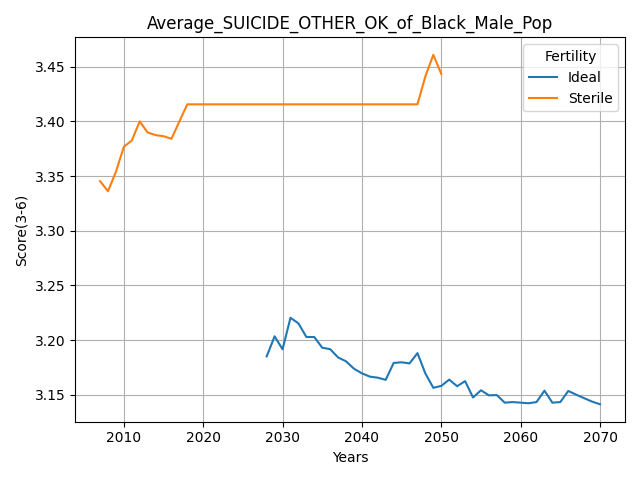 Average_SUICIDE_OTHER_OK_of_Black_Male_Pop
Fertility
Ideal
Sterile
Score(3-6)
3.45
3.40
3.35
3.30
3.25
3.20
3.15
2010 2020 2030 2040 2050 2060 2070
Years